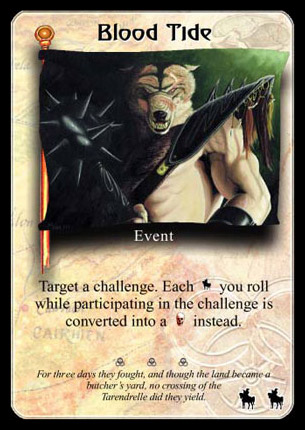 Blood Tide
Event
Target a challenge. Each you roll
while participating in the challenge is
converted into a instead.
For three days they fought, and though the land became a
butcher's yard, no crossing of the
Tarendrelle did they yield.
CAIRHIEN